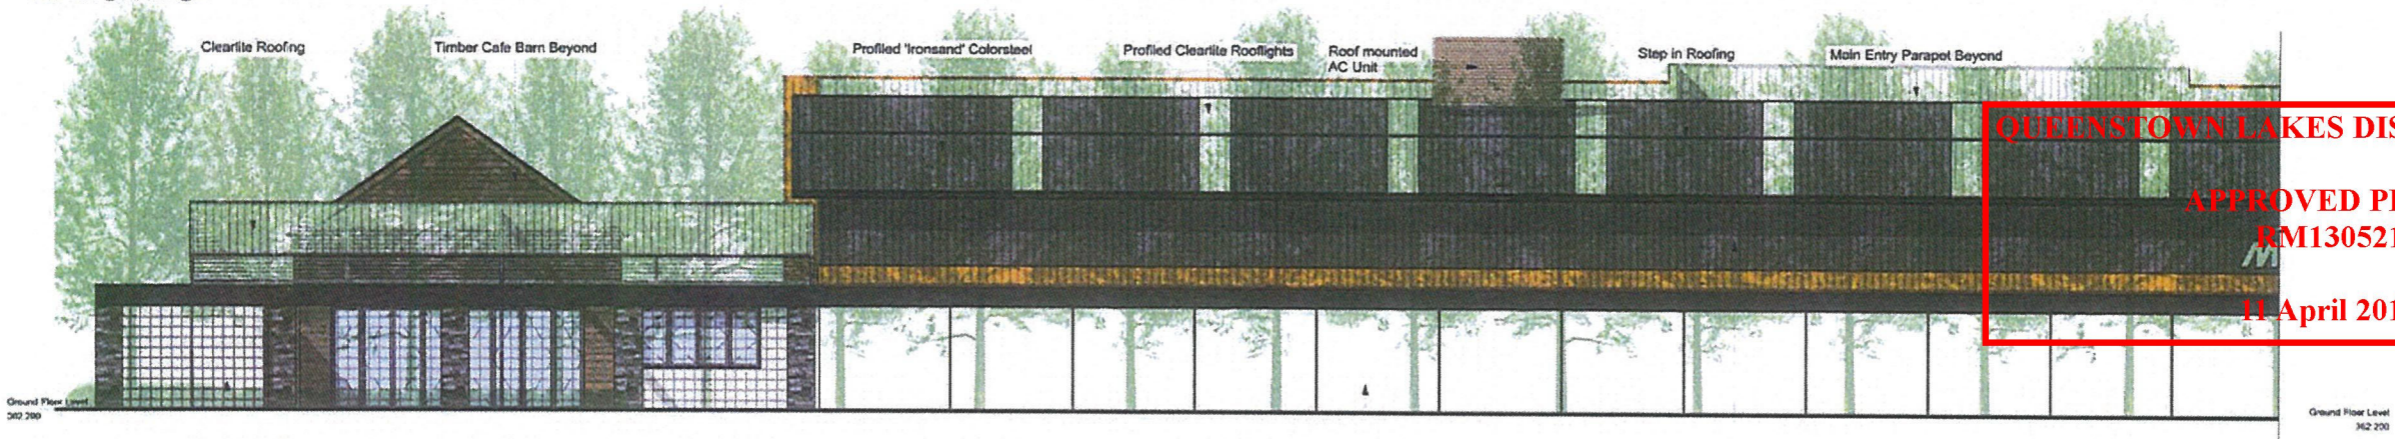 Clearlite Roofing
Timber Cafe Barn Beyond
Profiled 'Ironsand' Colorsteel
Profiled Clearlite Rooflights
Roof mounted
AC Unit
Step in Roofing
Main Entry Parapet Beyond
QUEENSTOWN LAKES DIS
APPROVED PL
RM130521
11 April 201
M
Ground Floor Level
362 200
Ground Floor Level
362 200